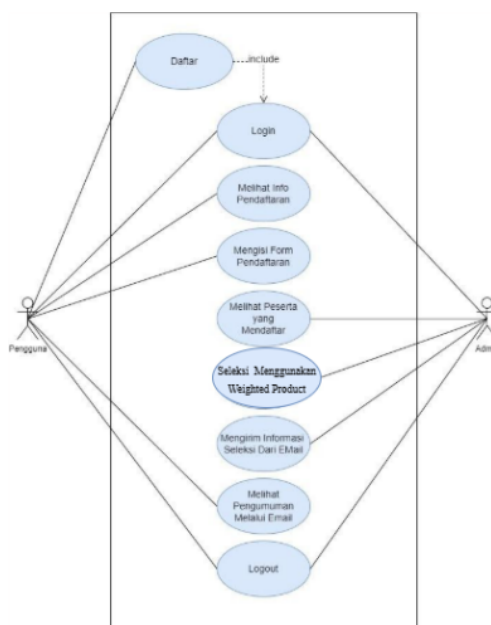 Daftar
include
Login
Melihat Info
Pendaftaran
Mengisi Form
Pendaftaran
Melihat Peserta
yang
Mendaftar
Pengguna
Seleksi Menggunakan
Weighted Product
Mengirim Informasi
Seleksi Dari EMail
Melihat
Pengumuman
Melalui Email
Logout